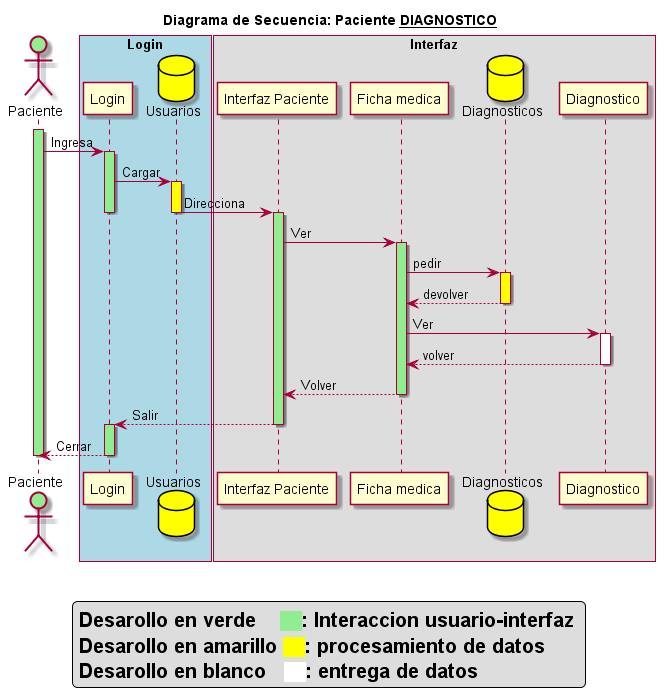 Diagrama de Secuencia: Paciente DIAGNOSTICO
Login
Interfaz
Paciente
Login
Usuarios
Interfaz Paciente
Ficha medica
Diagnosticos
Diagnostico
Ingresa
Cargar
Direcciona
Ver
pedir
devolver
Ver
volver
Volver
Salir
Cerrar
Paciente
Login
Usuarios
Interfaz Paciente
Ficha medica
Diagnosticos
Diagnostico
Desarollo en verde : Interaccion usuario-interfaz
Desarollo en amarillo : procesamiento de datos
Desarollo en blanco : entrega de datos